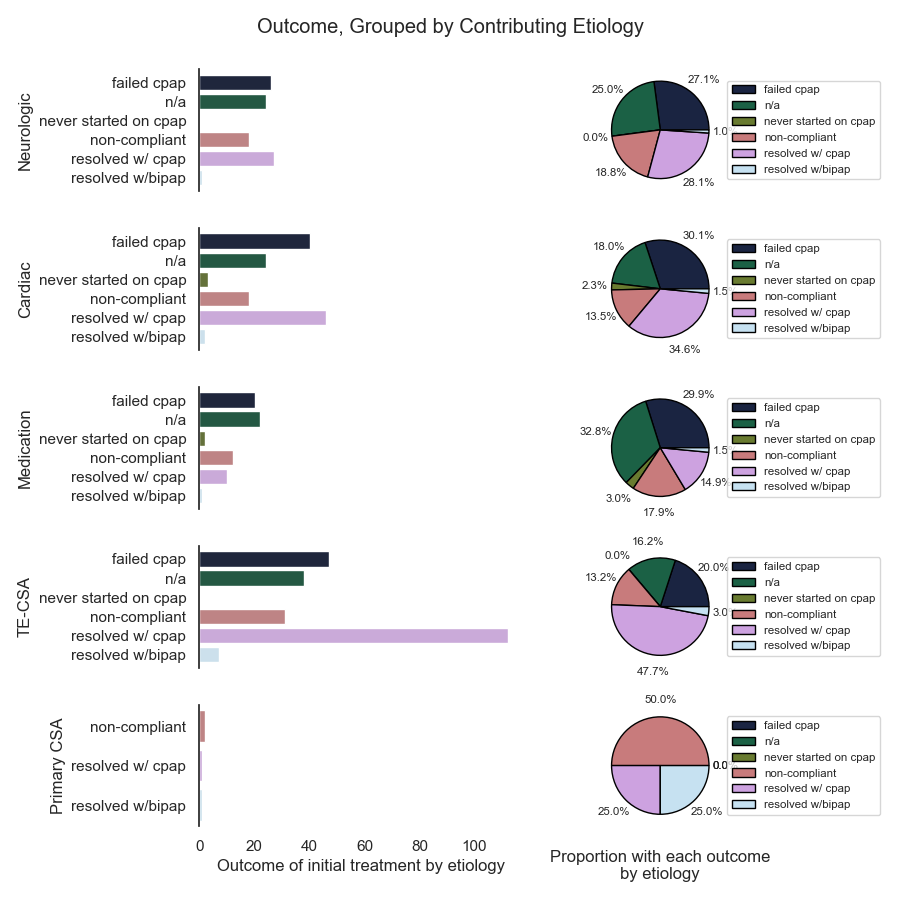 Outcome, Grouped by Contributing Etiology
Neurologic
failed cpap
n/a
never started on cpap
non-compliant
resolved w/ cpap
resolved w/bipap
27.1%
25.0%
0.0%
18.8%
28.1%
1.0%
failed cpap
n/a
never started on cpap
non-compliant
resolved w/ cpap
resolved w/bipap
Cardiac
failed cpap
n/a
never started on cpap
non-compliant
resolved w/ cpap
resolved w/bipap
30.1%
18.0%
2.3%
13.5%
34.6%
1.5%
failed cpap
n/a
never started on cpap
non-compliant
resolved w/ cpap
resolved w/bipap
Medication
failed cpap
n/a
never started on cpap
non-compliant
resolved w/ cpap
resolved w/bipap
29.9%
32.8%
3.0%
17.9%
14.9%
1.5%
failed cpap
n/a
never started on cpap
non-compliant
resolved w/ cpap
resolved w/bipap
TE-CSA
failed cpap
n/a
never started on cpap
non-compliant
resolved w/ cpap
resolved w/bipap
20.0%
16.2%
0.0%
13.2%
47.7%
3.0%
failed cpap
n/a
never started on cpap
non-compliant
resolved w/ cpap
resolved w/bipap
Primary CSA
non-compliant
resolved w/ cpap
resolved w/bipap
50.0%
0.0%
25.0%
25.0%
failed cpap
n/a
never started on cpap
non-compliant
resolved w/ cpap
resolved w/bipap
0 20 40 60 80 100
Outcome of initial treatment by etiology
Proportion with each outcome
by etiology